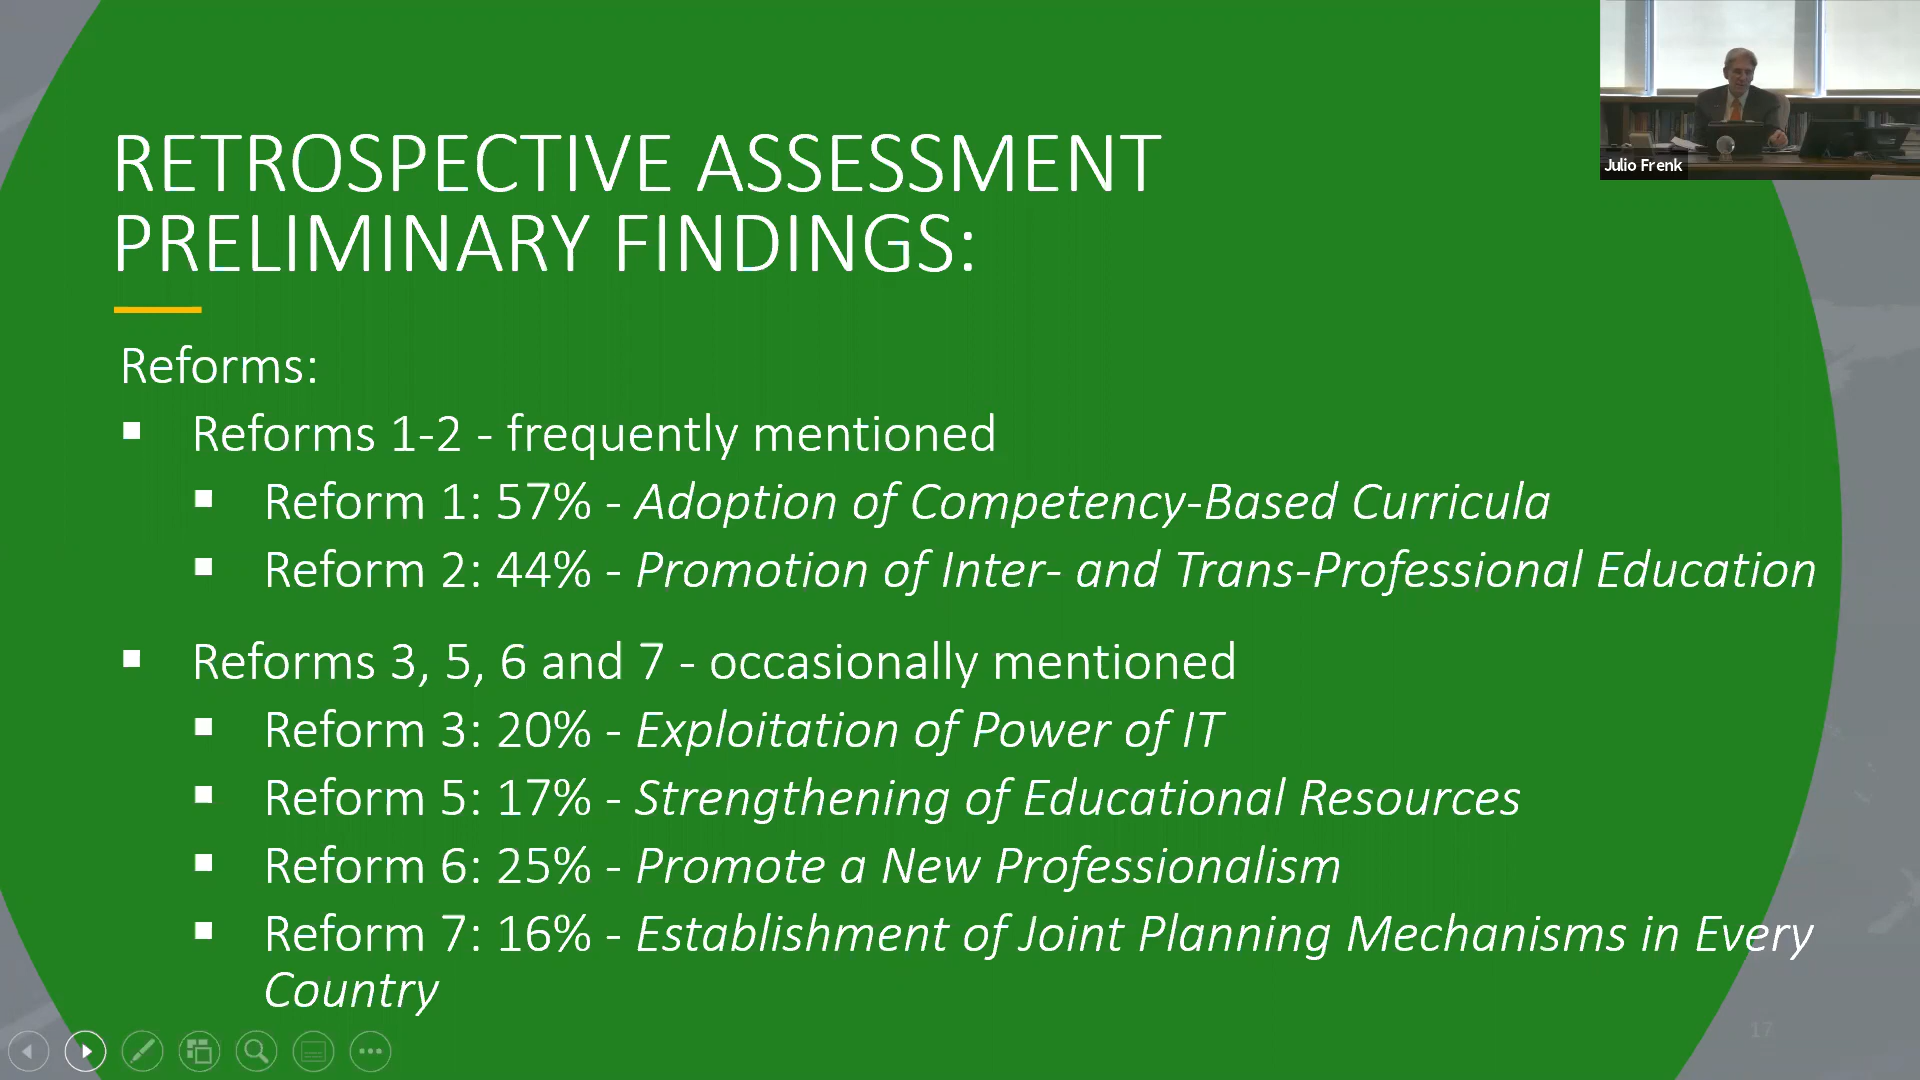 Julio Frenk
RETROSPECTIVE ASSESSMENT
PRELIMINARY FINDINGS:
Reforms:
▪ Reforms 1-2 - frequently mentioned
▪ Reform 1: 57% - Adoption of Competency-Based Curricula
▪ Reform 2: 44% - Promotion of Inter- and Trans-Professional Education
▪ Reforms 3, 5, 6 and 7 - occasionally mentioned
▪ Reform 3: 20% - Exploitation of Power of IT
▪ Reform 5: 17% - Strengthening of Educational Resources
▪ Reform 6: 25% - Promote a New Professionalism
▪ Reform 7: 16% - Establishment of Joint Planning Mechanisms in Every
Country
17